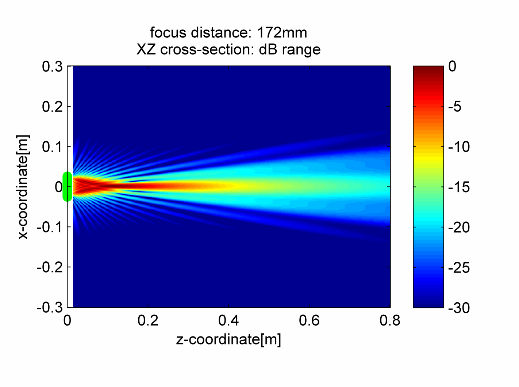 focus distance: 172mm
XZ cross-section: dB range
0.3
0.2
0.1
0
-0.1
-0.2
-0.3
x-coordinate[m]
0 0.2 0.4 0.6 0.8
z-coordinate[m]
0
-5
-10
-15
-20
-25
-30